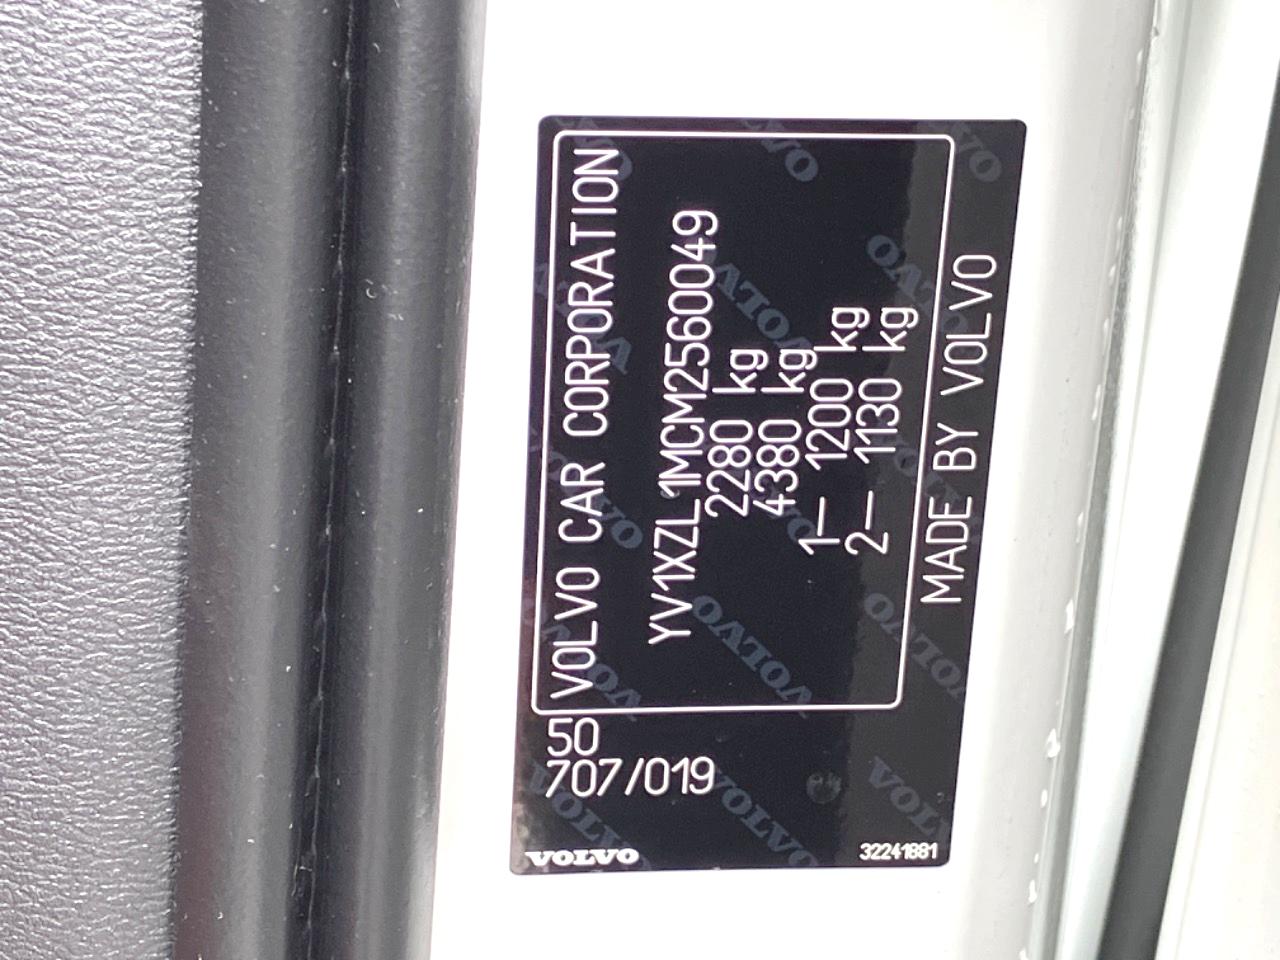 VOLVO CAR CORPORATION
YV1XZL1MCM2560049
2280 kg
4380 kg
1– 1200 kg
2– 1130 kg
MADE BY VOLVO
50
707/019
VOLVO
32241881